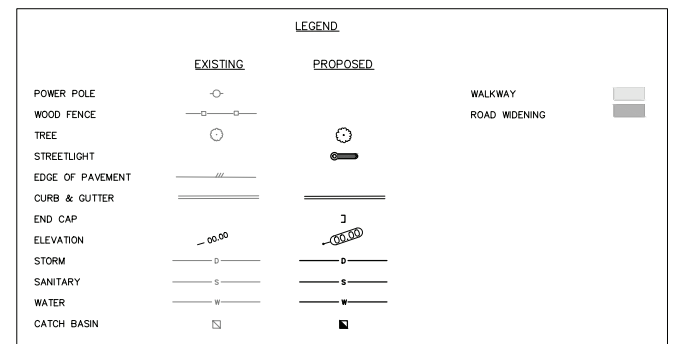 LEGEND
EXISTING PROPOSED
POWER POLE WALKWAY
WOOD FENCE ROAD WIDENING
TREE
STREETLIGHT
EDGE OF PAVEMENT
CURB & GUTTER
END CAP
ELEVATION 00.00 00.00
STORM D D
SANITARY S S
WATER W W
CATCH BASIN